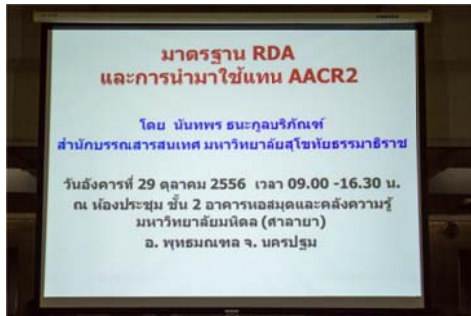 มาตรฐาน RDA
และการนำมาใช้แทน AACR2
โดย นันทพร ธนะกูลบริภัณฑ์
สำนักบรรณสารสนเทศ มหาวิทยาลัยสุโขทัยธรรมาธิราช
วันอังคารที่ 29 ตุลาคม 2556 เวลา 09.00 -16.30 น.
ณ ห้องประชุม ชั้น 2 อาคารหอสมุดและคลังความรู้
มหาวิทยาลัยมหิดล (ศาลายา)
อ. พุทธมณฑล จ. นครปฐม